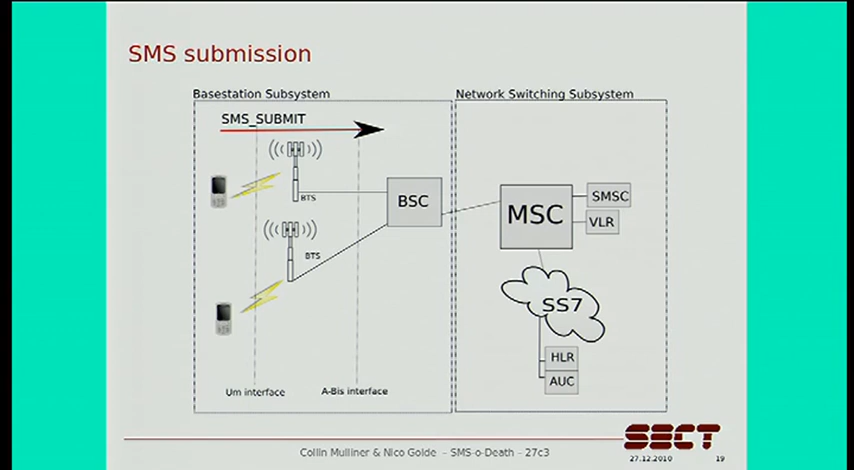 SMS submission
Basestation Subsystem
Network Switching Subsystem
SMS_SUBMIT
BTS
BSC
MSC
SMSC
VLR
BTS
SS7
HLR
AUC
Um interface
A-Bis interface
SECT
Collin Mulliner & Nico Golde – SMS-o-Death – 27c3
27.12.2010
19